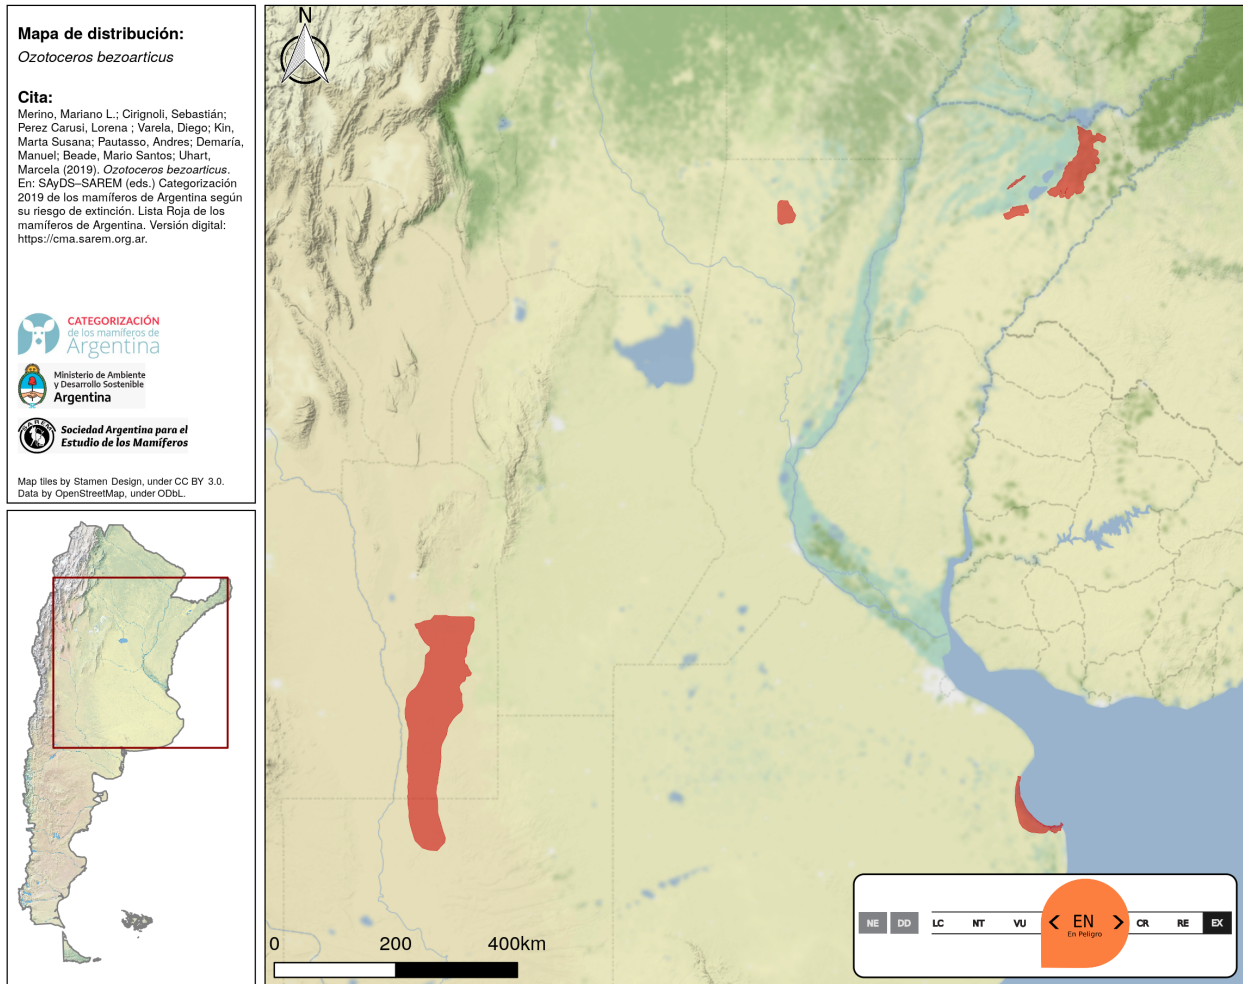 Mapa de distribución:
Ozotoceros bezoarticus
Cita:
Merino, Mariano L.; Cirignoli, Sebastián;
Perez Carusi, Lorena ; Varela, Diego; Kin,
Marta Susana; Pautasso, Andres; Demaría,
Manuel; Beade, Mario Santos; Uhart,
Marcela (2019). Ozotoceros bezoarticus.
En: SAyDS–SAREM (eds.) Categorización
2019 de los mamíferos de Argentina según
su riesgo de extinción. Lista Roja de los
mamíferos de Argentina. Versión digital:
https://cma.sarem.org.ar.
CATEGORIZACIÓN
de los mamíferos de
Argentina
Ministerio de Ambiente
y Desarrollo Sostenible
Argentina
SAREM
Sociedad Argentina para el
Estudio de los Mamíferos
Map tiles by Stamen Design, under CC BY 3.0.
Data by OpenStreetMap, under ODbL.
N
0 200 400km
NE DD LC NT VU < EN > CR RE EX
En Peligro